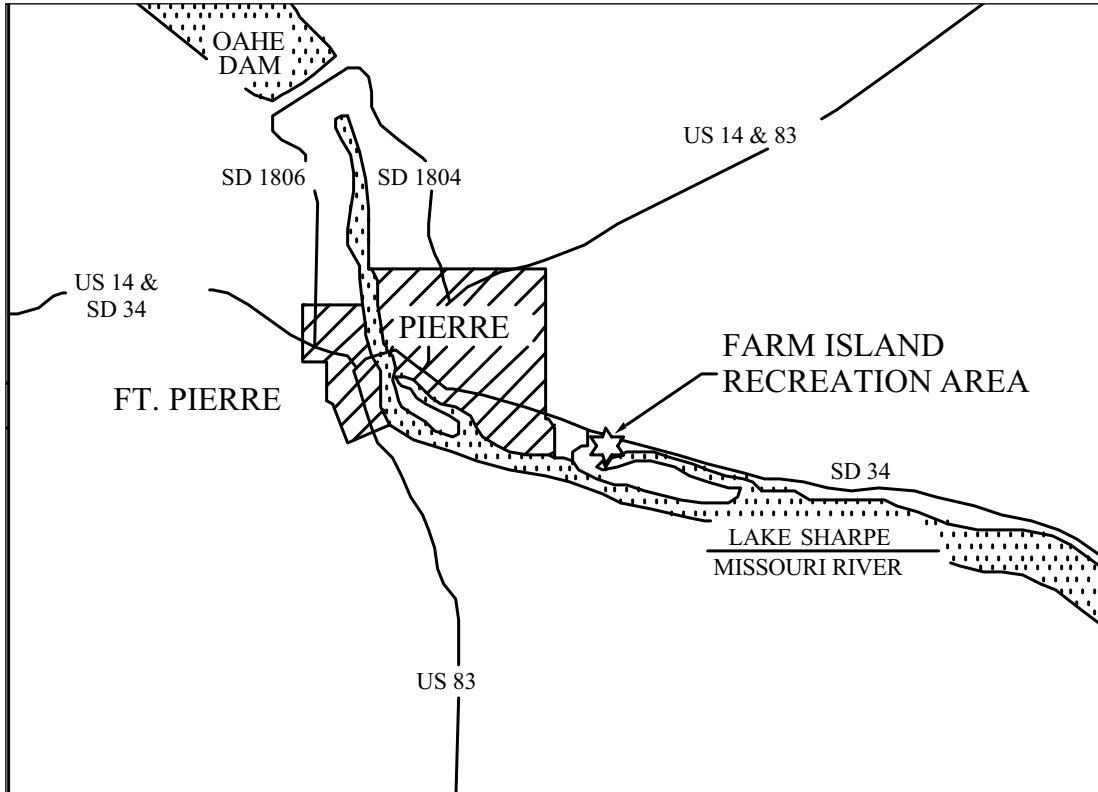 OAHE
DAM
US 14 & 83
SD 1806
SD 1804
US 14 &
SD 34
PIERRE
FARM ISLAND
RECREATION AREA
FT. PIERRE
SD 34
LAKE SHARPE
MISSOURI RIVER
US 83